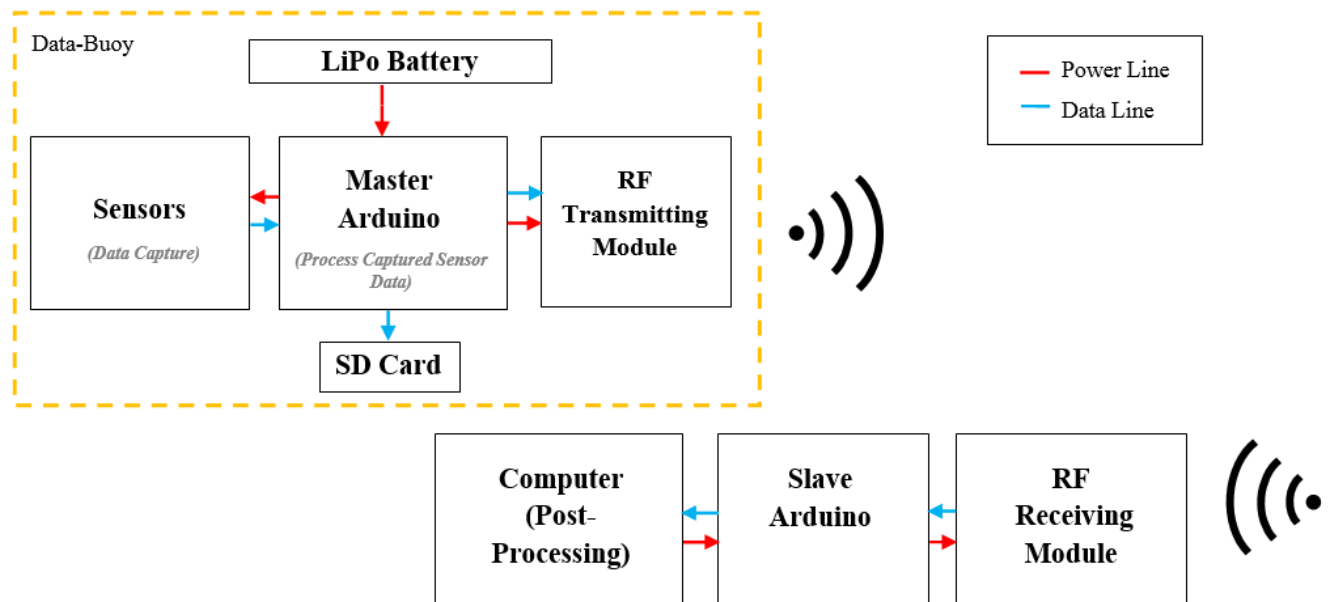 Data-Buoy
LiPo Battery
Power Line
Data Line
Sensors
(Data Capture)
Master
Arduino
(Process Captured Sensor
Data)
RF
Transmitting
Module
SD Card
Computer
(Post-
Processing)
Slave
Arduino
RF
Receiving
Module